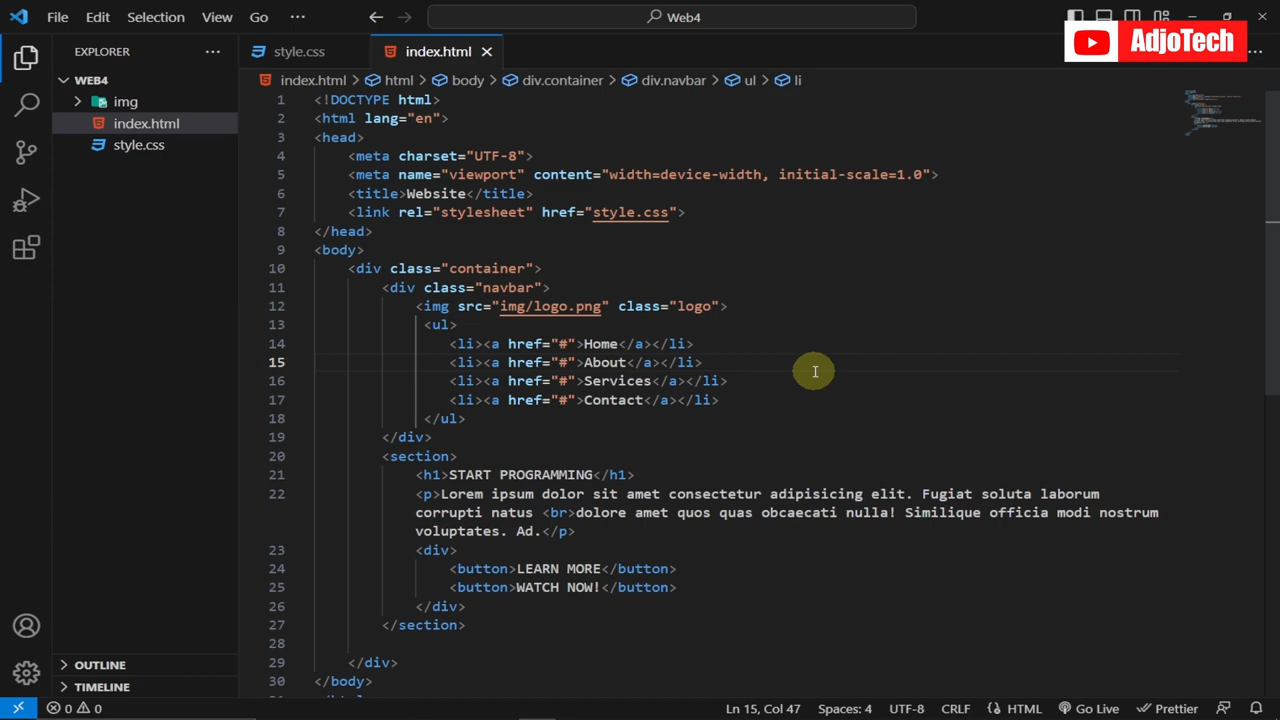 File Edit Selection View Go ··· Web4
AdjoTech
EXPLORER ···
WEB4
img
index.html
style.css
OUTLINE
TIMELINE
style.css index.html
index.html > html > body > div.container > div.navbar > ul > li
1 <!DOCTYPE html>
2 <html lang="en">
3 <head>
4 <meta charset="UTF-8">
5 <meta name="viewport" content="width=device-width, initial-scale=1.0">
6 <title>Website</title>
7 <link rel="stylesheet" href="style.css">
8 </head>
9 <body>
10 <div class="container">
11 <div class="navbar">
12 <img src="img/logo.png" class="logo">
13 <ul>
14 <li><a href="#">Home</a></li>
15 <li><a href="#">About</a></li>
16 <li><a href="#">Services</a></li>
17 <li><a href="#">Contact</a></li>
18 </ul>
19 </div>
20 <section>
21 <h1>START PROGRAMMING</h1>
22 <p>Lorem ipsum dolor sit amet consectetur adipisicing elit. Fugiat soluta laborum
corrupti natus <br>dolore amet quos quas obcaecati nulla! Similique officia modi nostrum
voluptates. Ad.</p>
23 <div>
24 <button>LEARN MORE</button>
25 <button>WATCH NOW!</button>
26 </div>
27 </section>
28
29 </div>
30 </body>
0 0 Ln 15, Col 47 Spaces: 4 UTF-8 CRLF HTML Go Live Prettier